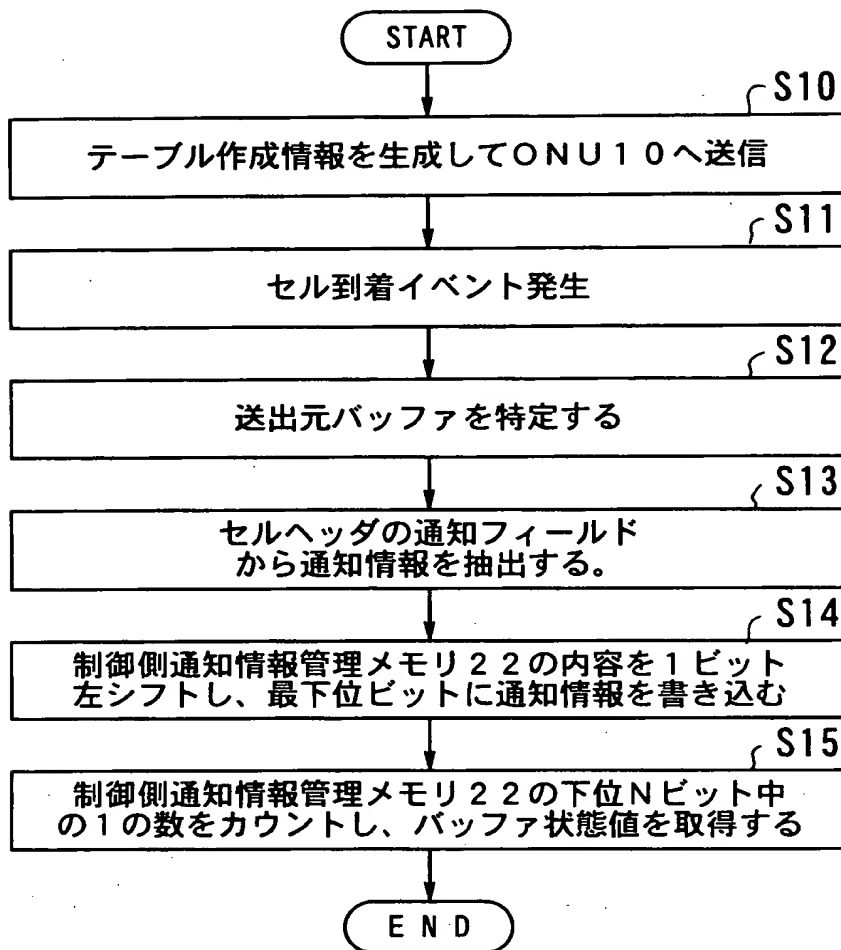 START
S10
テーブル作成情報を生成してＯＮＵ１０へ送信
S11
セル到着イベント発生
S12
送出元バッファを特定する
S13
セルヘッダの通知フィールド
から通知情報を抽出する。
S14
制御側通知情報管理メモリ２２の内容を１ビット
左シフトし、最下位ビットに通知情報を書き込む
S15
制御側通知情報管理メモリ２２の下位Ｎビット中
の１の数をカウントし、バッファ状態値を取得する
ＥＮＤ